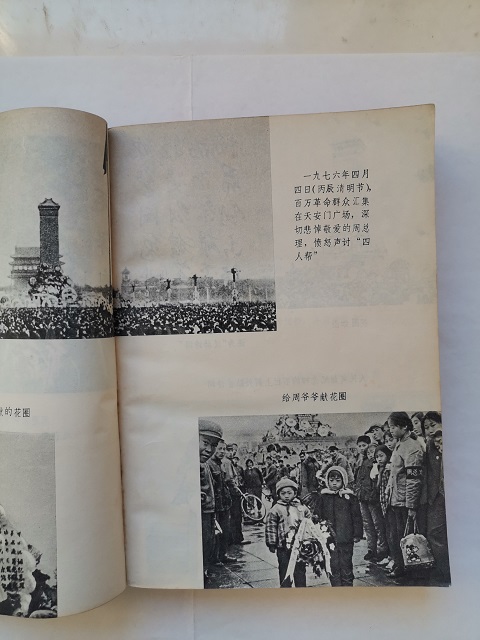 一九七六年四月
四日(丙辰清明节)，
百万革命群众汇集
在天安门广场，深
切悲悼敬爱的周总
理，愤怒声讨“四
人帮”
的花圈
给周爷爷献花圈